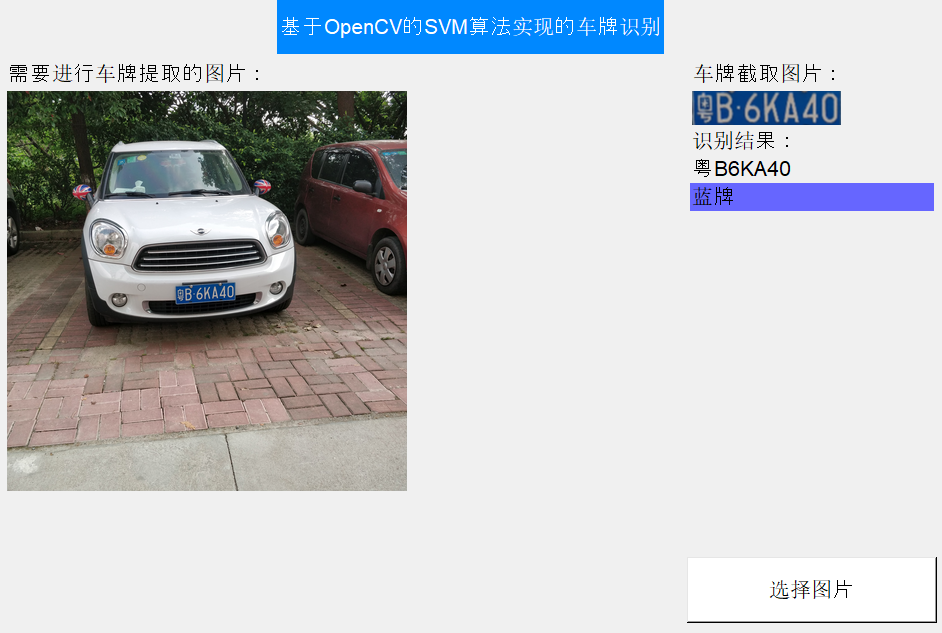 基于OpenCV的SVM算法实现的车牌识别
需要进行车牌提取的图片：
粤B·6KA40
车牌截取图片：
粤B·6KA40
识别结果：
粤B6KA40
蓝牌
选择图片